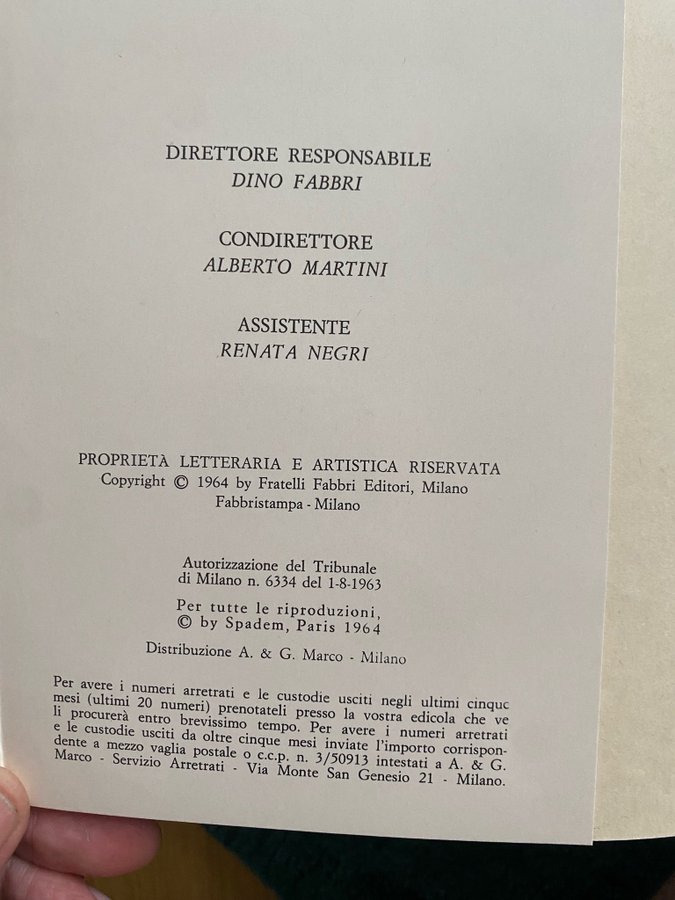 DIRETTORE RESPONSABILE
DINO FABBRI
CONDIRETTORE
ALBERTO MARTINI
ASSISTENTE
RENATA NEGRI
PROPRIETÀ LETTERARIA E ARTISTICA RISERVATA
Copyright © 1964 by Fratelli Fabbri Editori, Milano
Fabbristampa - Milano
Autorizzazione del Tribunale
di Milano n. 6334 del 1-8-1963
Per tutte le riproduzioni,
© by Spadem, Paris 1964
Distribuzione A. & G. Marco - Milano
Per avere i numeri arretrati e le custodie usciti negli ultimi cinque
mesi (ultimi 20 numeri) prenotateli presso la vostra edicola che ve
li procurerà entro brevissimo tempo. Per avere i numeri arretrati
e le custodie usciti da oltre cinque mesi inviate l'importo corrispon-
dente a mezzo vaglia postale o c.c.p. n. 3/50913 intestati a A. & G.
Marco - Servizio Arretrati - Via Monte San Genesio 21 - Milano.